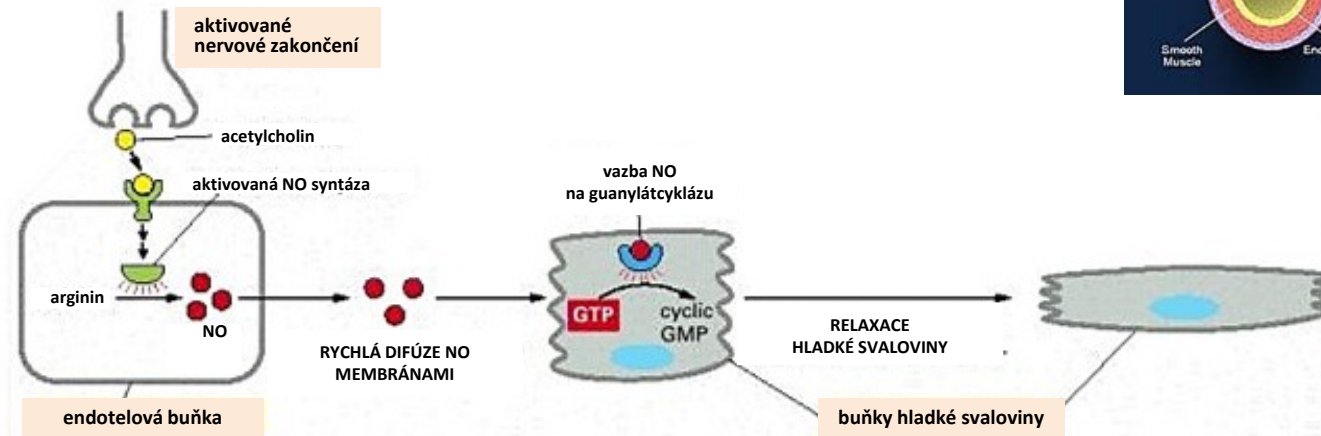 aktivované
nervové zakončení
Smooth
Muscle
acetylcholin
aktivovaná NO syntáza
vazba NO
na guanylátcyklázu
arginin
NO
GTP
cyclic
GMP
RYCHLÁ DIFÚZE NO
MEMBRÁNAMI
RELAXACE
HLADKÉ SVALOVINY
endotelová buňka
buňky hladké svaloviny